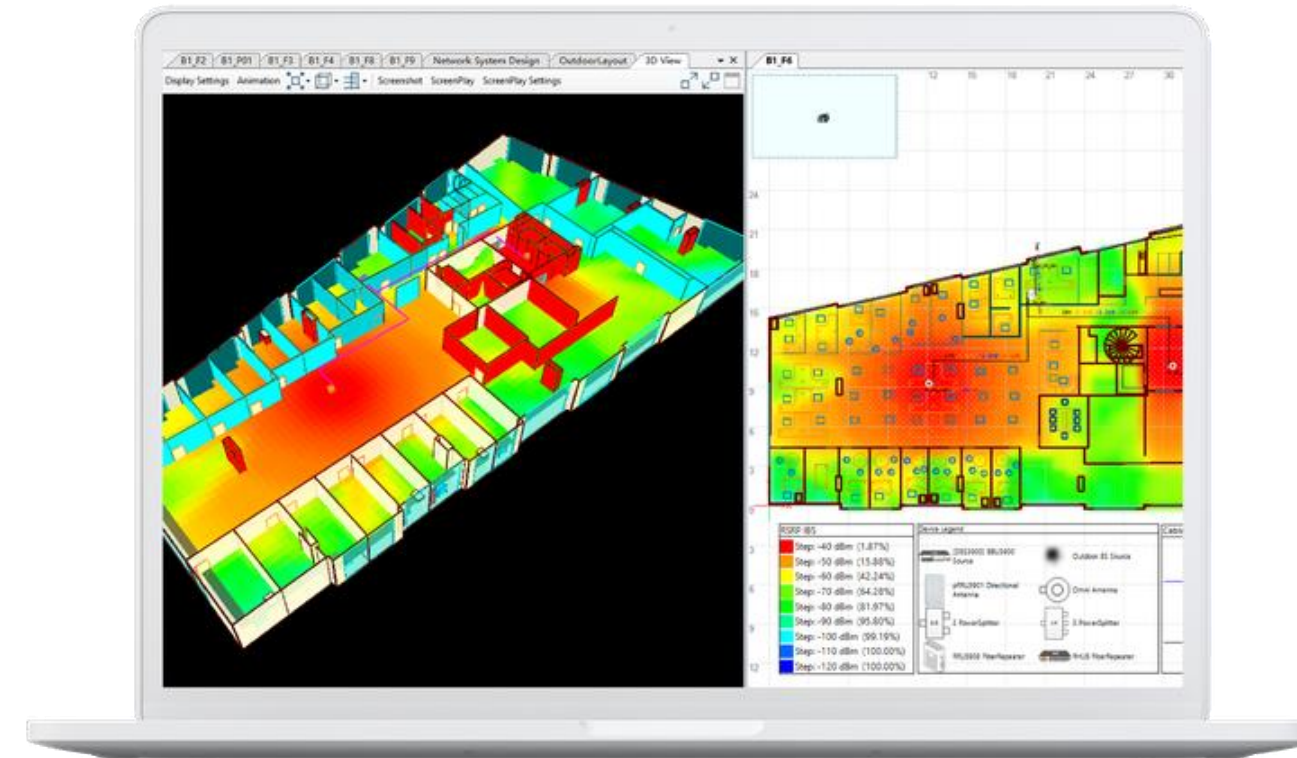 B1_F2 B1_P01 B1_F3 B1_F4 B1_F8 B1_F9 Network System Design OutdoorLayout 3D View
Display Settings Animation Screenshot ScreenPlay ScreenPlay Settings
B1_F6
12 15 18 21 24 27 30
24
21
18
12
9
6
3
0
RSRP IBS
Step: -40 dBm (1.87%)
Step: -50 dBm (15.88%)
Step: -60 dBm (42.24%)
Step: -70 dBm (64.28%)
Step: -80 dBm (81.97%)
Step: -90 dBm (95.80%)
Step: -100 dBm (99.19%)
Step: -110 dBm (100.00%)
Step: -120 dBm (100.00%)
3
6
9
12
Device Legend
Source
Outdoor BS Source
Directional
Antenna
Omni Antenna
2 PowerSplitter
3 PowerSplitter
FiberRepeater
FiberRepeater